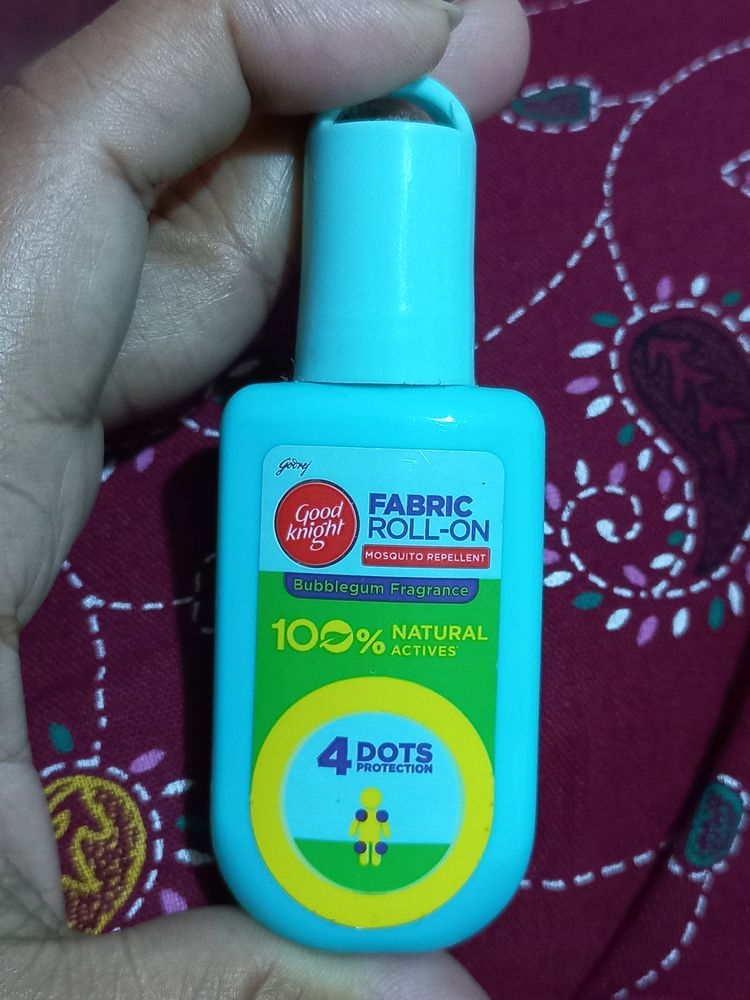 Godrej
Good
knight
FABRIC
ROLL-ON
MOSQUITO REPELLENT
Bubblegum Fragrance
100% NATURAL
ACTIVES*
4 DOTS
PROTECTION